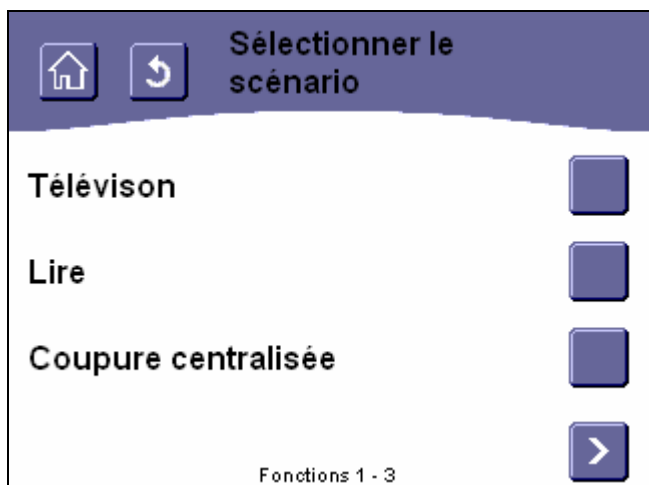 Sélectionner le
scénario
Télévison
Lire
Coupure centralisée
Fonctions 1 - 3